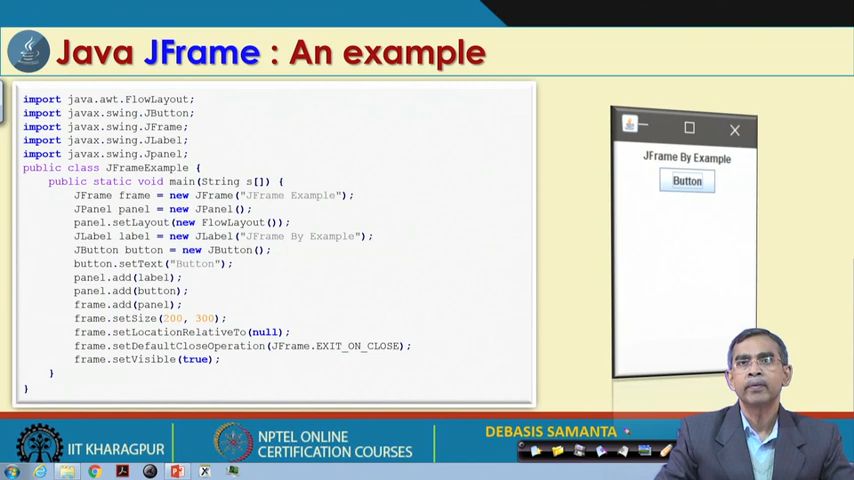 Java JFrame : An example
import java.awt.FlowLayout;
import javax.swing.JButton;
import javax.swing.JFrame;
import javax.swing.JLabel;
import javax.swing.Jpanel;
public class JFrameExample {
public static void main(String s[]) {
JFrame frame = new JFrame("JFrame Example");
JPanel panel = new JPanel();
panel.setLayout(new FlowLayout());
JLabel label = new JLabel("JFrame By Example");
JButton button = new JButton();
button.setText("Button");
panel.add(label);
panel.add(button);
frame.add(panel);
frame.setSize(200, 300);
frame.setLocationRelativeTo(null);
frame.setDefaultCloseOperation(JFrame.EXIT_ON_CLOSE);
frame.setVisible(true);
}
}
JFrame By Example
Button
IIT KHARAGPUR
NPTEL ONLINE
CERTIFICATION COURSES
DEBASIS SAMANTA